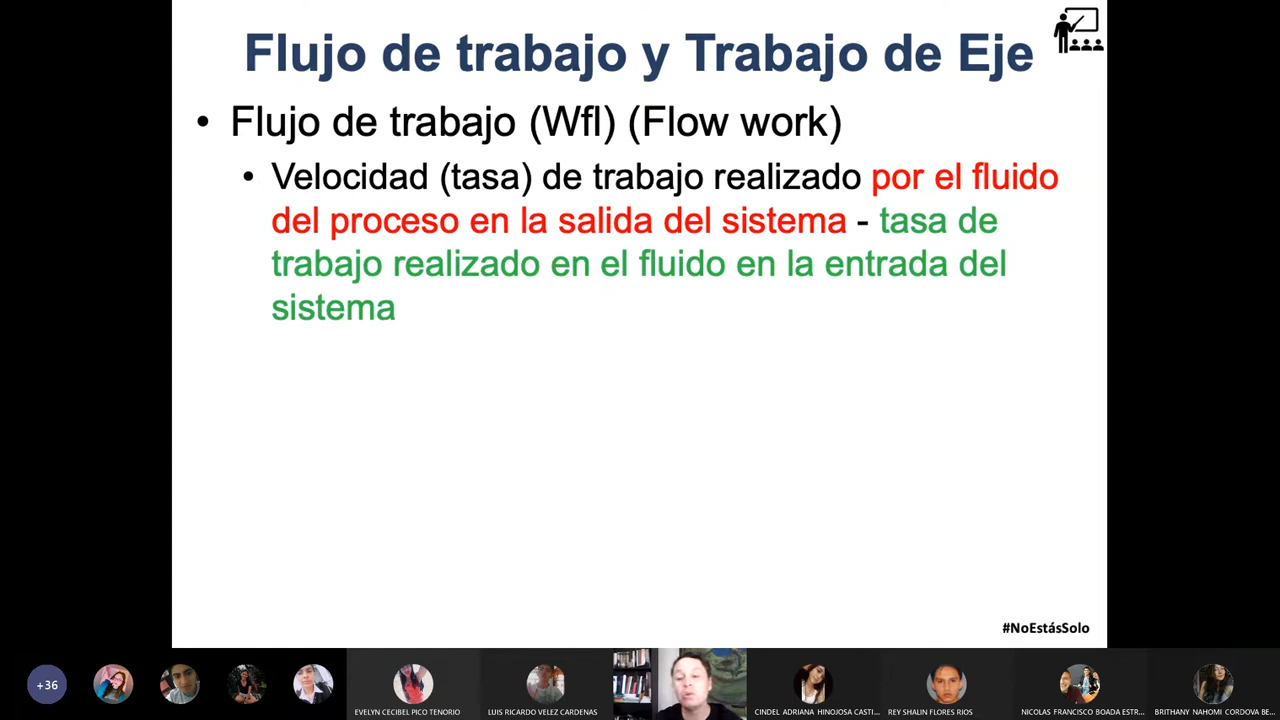 Flujo de trabajo y Trabajo de Eje
• Flujo de trabajo (Wfl) (Flow work)
• Velocidad (tasa) de trabajo realizado por el fluido
del proceso en la salida del sistema - tasa de
trabajo realizado en el fluido en la entrada del
sistema
#NoEstásSolo
+36
EVELYN CECIBEL PICO TENORIO
LUIS RICARDO VELEZ CARDENAS
CINDEL ADRIANA HINOJOSA CASTI...
REY SHALIN FLORES RIOS
NICOLAS FRANCISCO BOADA ESTR...
BRITHANY NAHOMI CORDOVA BE...